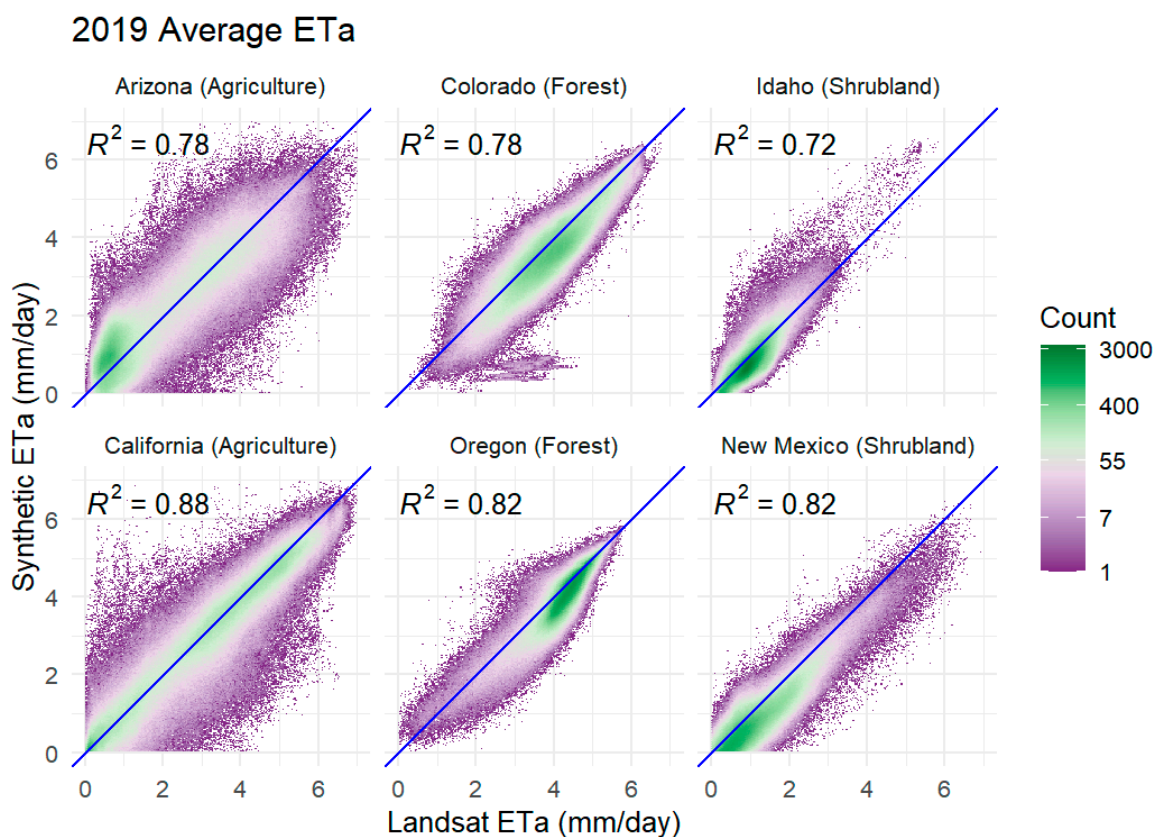 2019 Average ETa
Arizona (Agriculture)
Colorado (Forest)
Idaho (Shrubland)
R² = 0.78
R² = 0.78
R² = 0.72
6
4
2
0
California (Agriculture)
Oregon (Forest)
New Mexico (Shrubland)
R² = 0.88
R² = 0.82
R² = 0.82
6
4
2
0
0 2 4 6
0 2 4 6
0 2 4 6
Synthetic ETa (mm/day)
Landsat ETa (mm/day)
Count
3000
400
55
7
1